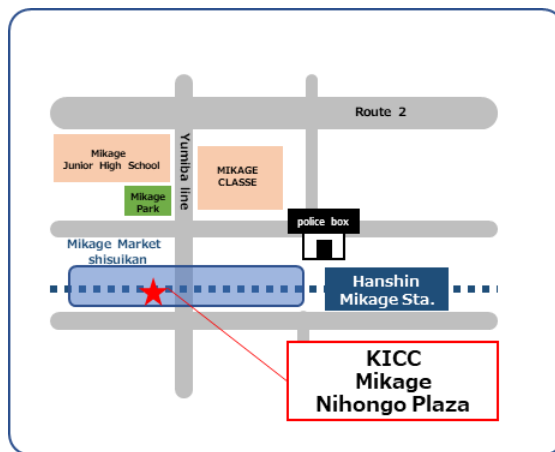 Route 2
Yumiba line
Mikage
Junior High School
MIKAGE
CLASSE
Mikage
Park
police box
Mikage Market
shisuikan
Hanshin
Mikage Sta.
KICC
Mikage
Nihongo Plaza